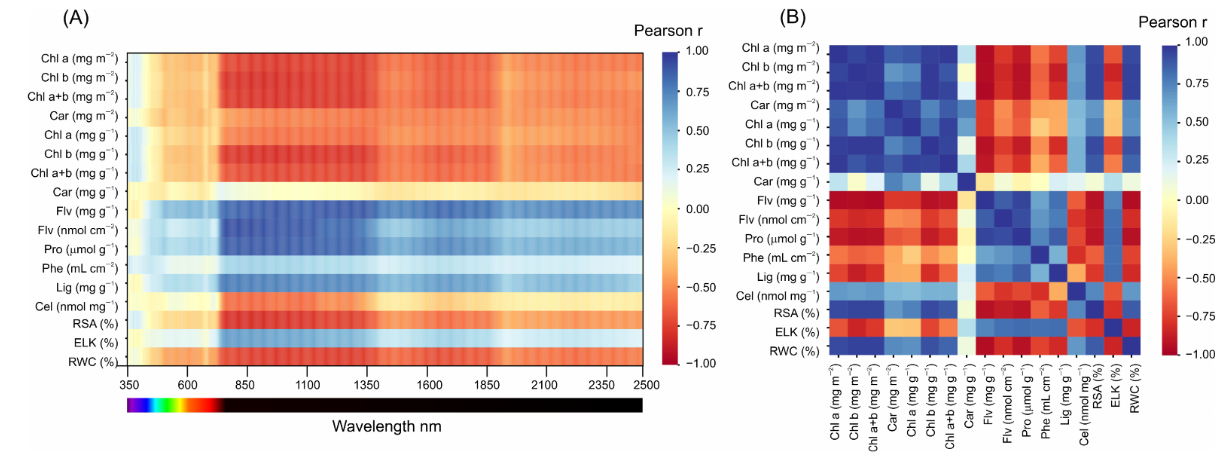 (A)
Pearson r
Chl a (mg m⁻²)
Chl b (mg m⁻²)
Chl a+b (mg m⁻²)
Car (mg m⁻²)
Chl a (mg g⁻¹)
Chl b (mg g⁻¹)
Chl a+b (mg g⁻¹)
Car (mg g⁻¹)
Flv (mg g⁻¹)
Flv (nmol cm⁻²)
Pro (μmol g⁻¹)
Phe (mL cm⁻²)
Lig (mg g⁻¹)
Cel (nmol mg⁻¹)
RSA (%)
ELK (%)
RWC (%)
350 600 850 1100 1350 1600 1850 2100 2350 2500
Wavelength nm
1.00
0.75
0.50
0.25
0.00
−0.25
−0.50
−0.75
−1.00
(B)
Pearson r
Chl a (mg m⁻²)
Chl b (mg m⁻²)
Chl a+b (mg m⁻²)
Car (mg m⁻²)
Chl a (mg g⁻¹)
Chl b (mg g⁻¹)
Chl a+b (mg g⁻¹)
Car (mg g⁻¹)
Flv (mg g⁻¹)
Flv (nmol cm⁻²)
Pro (μmol g⁻¹)
Phe (mL cm⁻²)
Lig (mg g⁻¹)
Cel (nmol mg⁻¹)
RSA (%)
ELK (%)
RWC (%)
Chl a (mg m⁻²)
Chl b (mg m⁻²)
Chl a+b (mg m⁻²)
Car (mg m⁻²)
Chl a (mg g⁻¹)
Chl b (mg g⁻¹)
Chl a+b (mg g⁻¹)
Car (mg g⁻¹)
Flv (mg g⁻¹)
Flv (nmol cm⁻²)
Pro (μmol g⁻¹)
Phe (mL cm⁻²)
Lig (mg g⁻¹)
Cel (nmol mg⁻¹)
RSA (%)
ELK (%)
RWC (%)
1.00
0.75
0.50
0.25
0.00
−0.25
−0.50
−0.75
−1.00